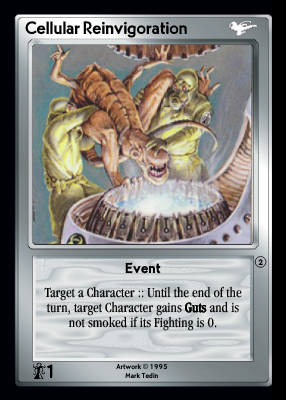 Cellular Reinvigoration
2
Event
Target a Character :: Until the end of the
turn, target Character gains Guts and is
not smoked if its Fighting is 0.
1
Artwork © 1995
Mark Tedin